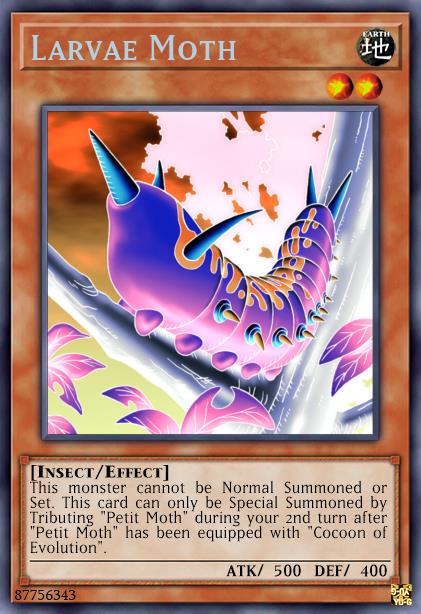 Larvae Moth
EARTH
地
[Insect/Effect]
This monster cannot be Normal Summoned or
Set. This card can only be Special Summoned by
Tributing "Petit Moth" during your 2nd turn after
"Petit Moth" has been equipped with "Cocoon of
Evolution".
ATK/ 500 DEF/ 400
87756343